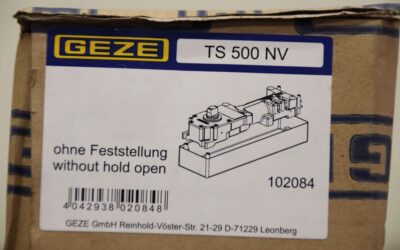 GEZE
TS 500 NV
ohne Feststellung
without hold open
102084
4 042938 020848
GEZE GmbH Reinhold-Vöster-Str. 21-29 D-71229 Leonberg